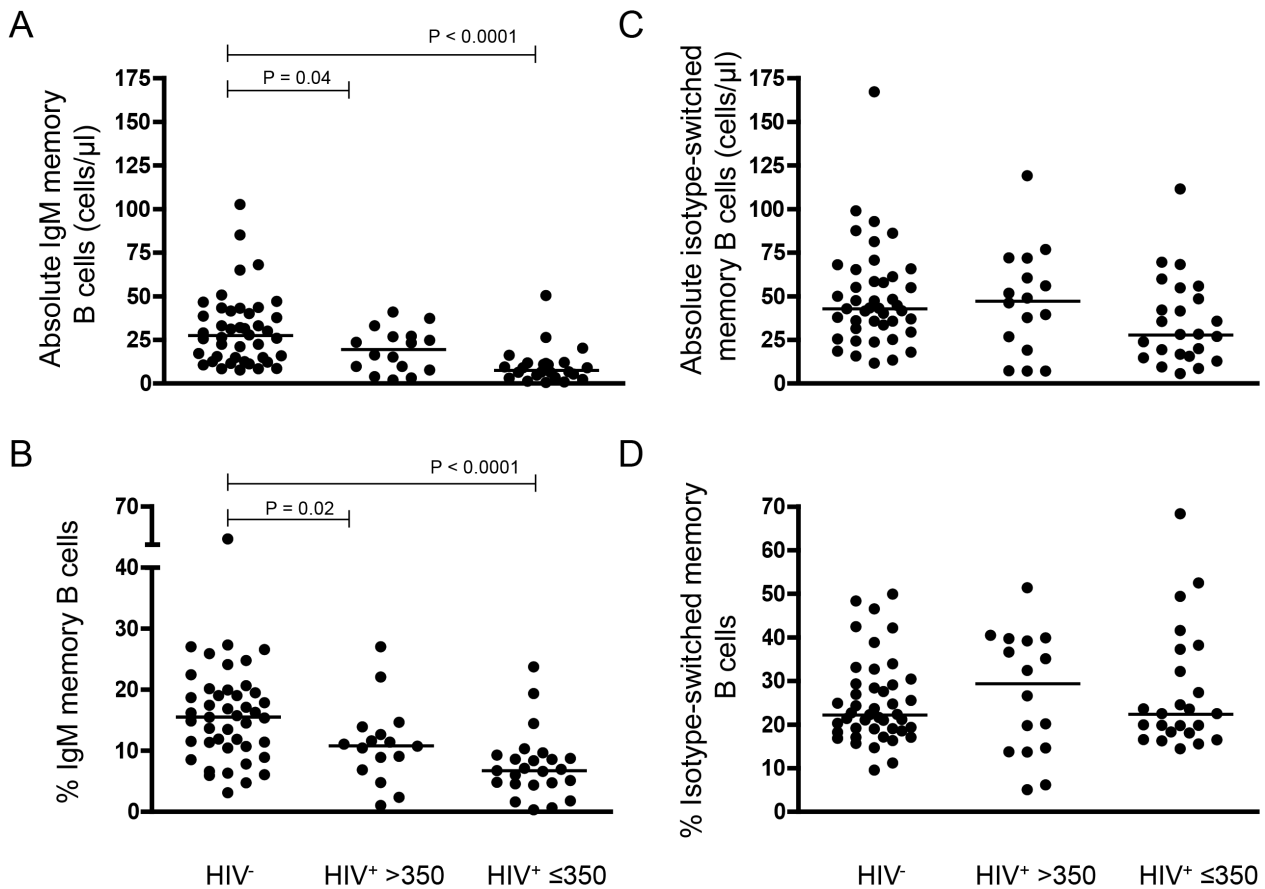 A
P < 0.0001
P = 0.04
Absolute IgM memory
B cells (cells/µl)
175
150
125
100
75
50
25
0
C
Absolute isotype-switched
memory B cells (cells/µl)
175
150
125
100
75
50
25
0
B
P < 0.0001
P = 0.02
% IgM memory B cells
70
40
30
20
10
0
HIV⁻
HIV⁺ >350
HIV⁺ ≤350
D
% Isotype-switched memory
B cells
70
60
50
40
30
20
10
0
HIV⁻
HIV⁺ >350
HIV⁺ ≤350